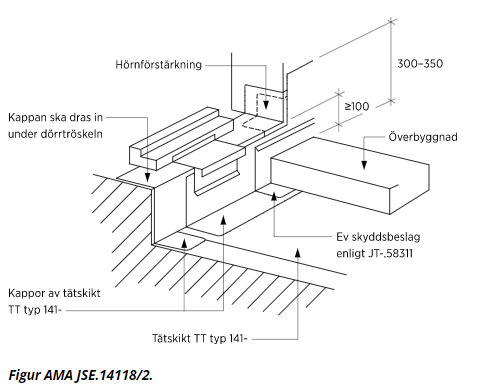 Hörnförstärkning
300–350
≥100
Kappan ska dras in
under dörrtröskeln
Överbyggnad
Ev skyddsbeslag
enligt JT-.58311
Kappor av tätskikt
TT typ 141-
Tätskikt TT typ 141-
Figur AMA JSE.14118/2.